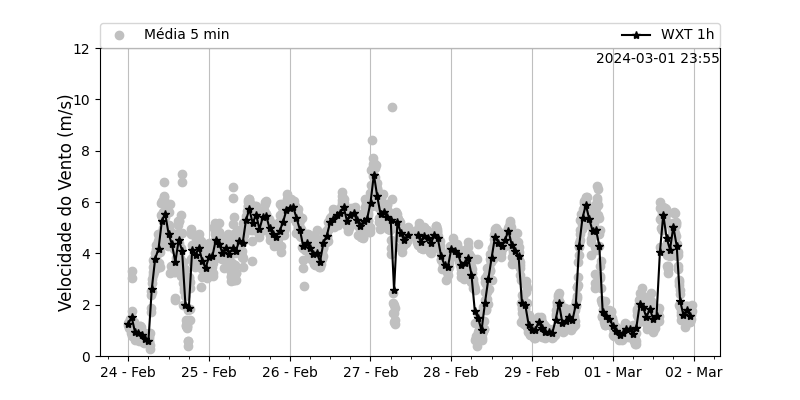 Média 5 min
WXT 1h
2024-03-01 23:55
Velocidade do Vento (m/s)
12
10
8
6
4
2
0
24 - Feb
25 - Feb
26 - Feb
27 - Feb
28 - Feb
29 - Feb
01 - Mar
02 - Mar